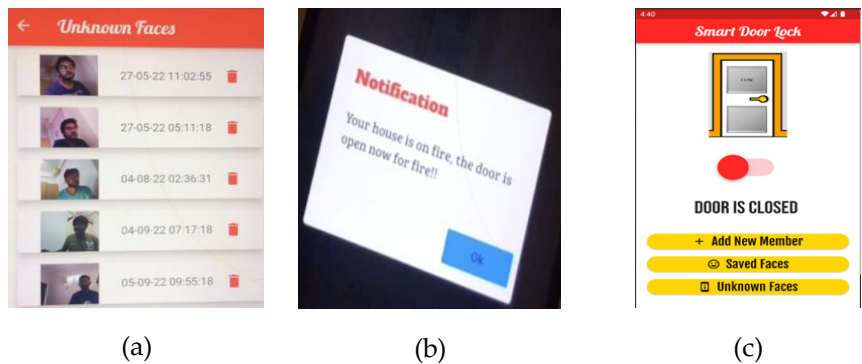 Unknown Faces
27-05-22 11:02:55
27-05-22 05:11:18
04-08-22 02:36:31
04-09-22 07:17:18
05-09-22 09:55:18
(a)
Notification
Your house is on fire, the door is
open now for fire!!
Ok
(b)
4:40
Smart Door Lock
CLOSE
DOOR IS CLOSED
+ Add New Member
Saved Faces
Unknown Faces
(c)